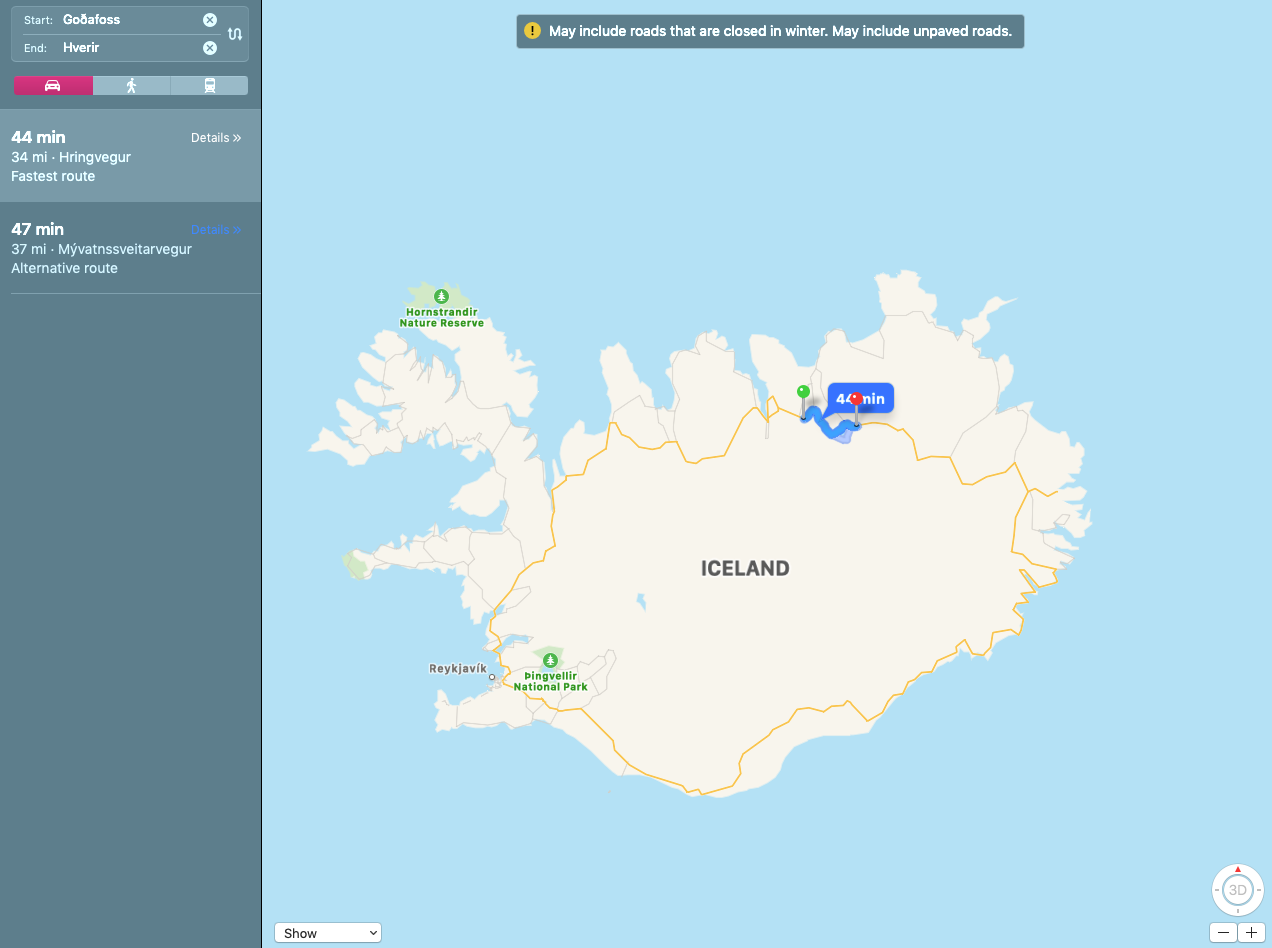 Start: Goðafoss
End: Hverir
44 min
Details »
34 mi · Hringvegur
Fastest route
47 min
Details »
37 mi · Mývatnssveitarvegur
Alternative route
! May include roads that are closed in winter. May include unpaved roads.
Hornstrandir
Nature Reserve
44 min
ICELAND
Reykjavík
Þingvellir
National Park
3D
Show